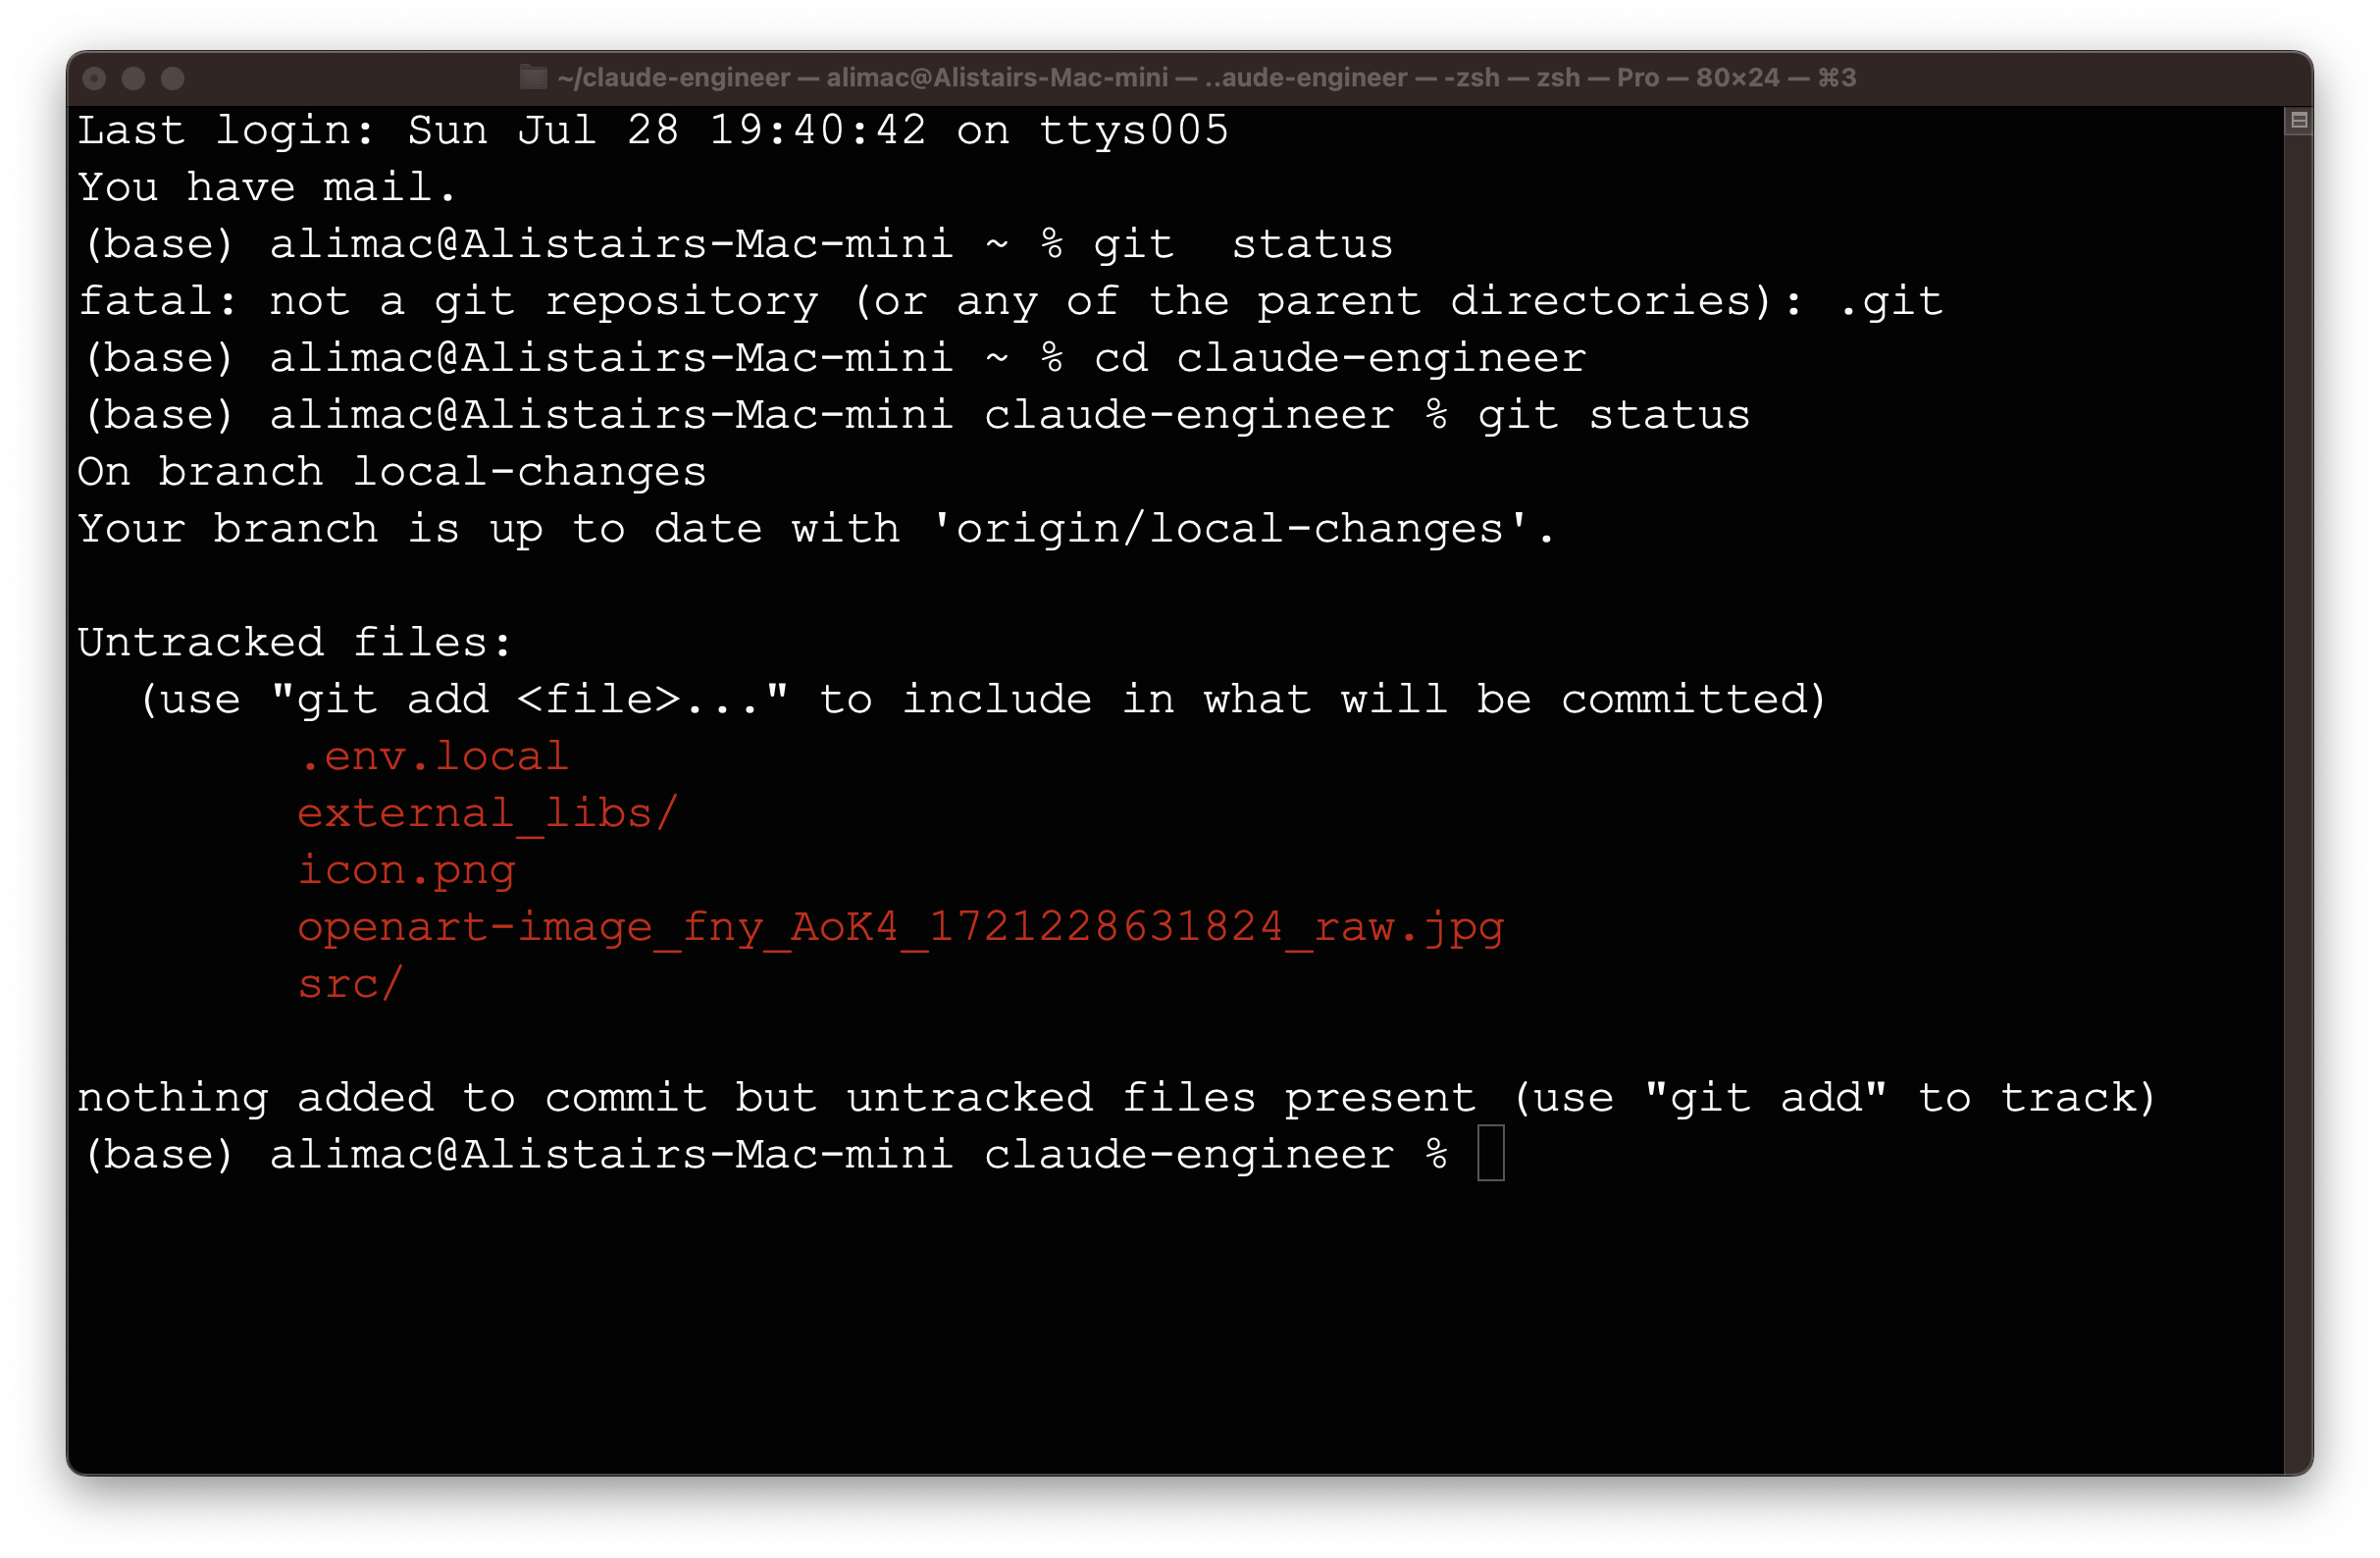 ~/claude-engineer — alimac@Alistairs-Mac-mini — ..aude-engineer — -zsh — zsh — Pro — 80×24 — ⌘3
Last login: Sun Jul 28 19:40:42 on ttys005
You have mail.
(base) alimac@Alistairs-Mac-mini ~ % git  status
fatal: not a git repository (or any of the parent directories): .git
(base) alimac@Alistairs-Mac-mini ~ % cd claude-engineer
(base) alimac@Alistairs-Mac-mini claude-engineer % git status
On branch local-changes
Your branch is up to date with 'origin/local-changes'.

Untracked files:
  (use "git add <file>..." to include in what will be committed)
        .env.local
        external_libs/
        icon.png
        openart-image_fny_AoK4_1721228631824_raw.jpg
        src/

nothing added to commit but untracked files present (use "git add" to track)
(base) alimac@Alistairs-Mac-mini claude-engineer %